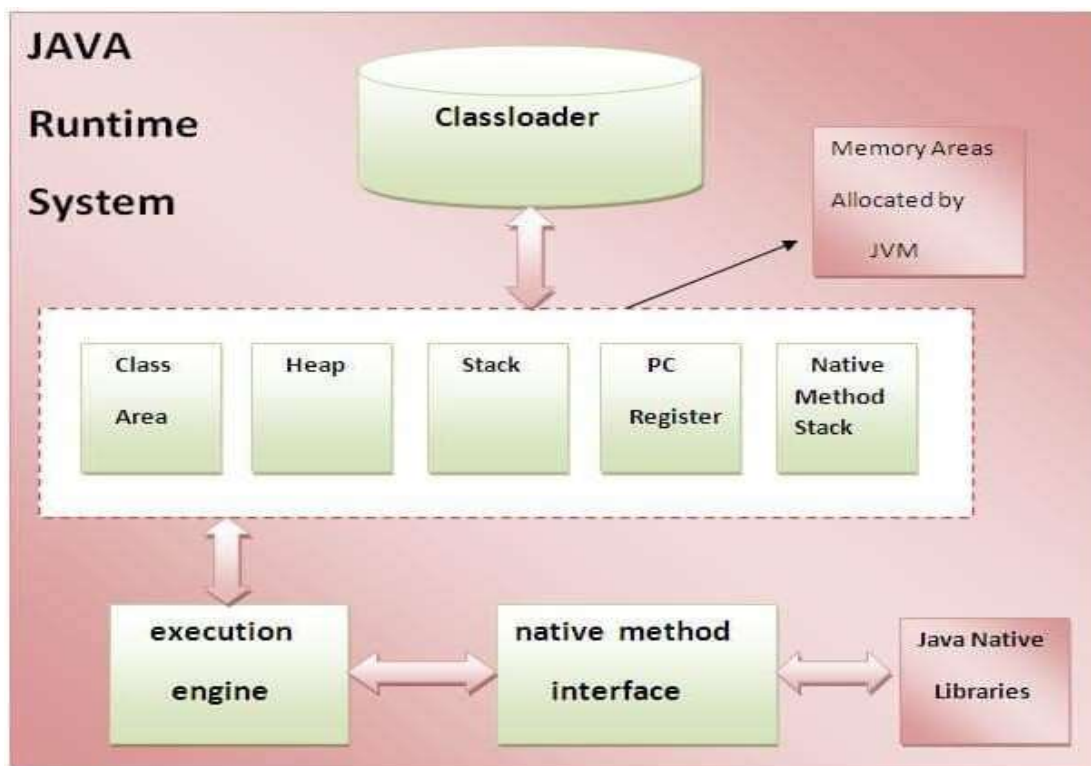 JAVA
Runtime
System
Classloader
Memory Areas
Allocated by
JVM
Class
Area
Heap
Stack
PC
Register
Native
Method
Stack
execution
engine
native method
interface
Java Native
Libraries